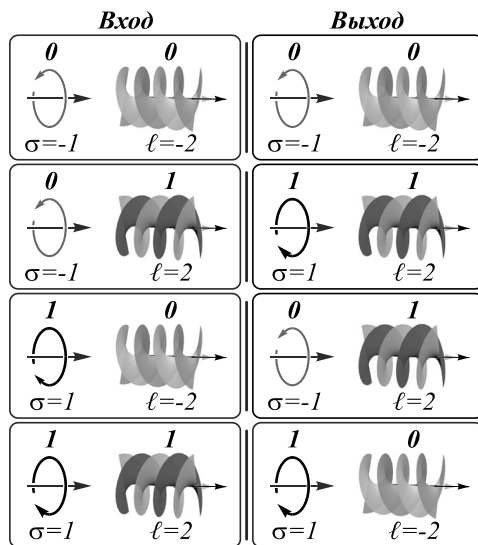 Вход Выход
0 0 0 0
σ=-1 ℓ=-2 σ=-1 ℓ=-2
0 1 1 1
σ=-1 ℓ=2 σ=1 ℓ=2
1 0 0 1
σ=1 ℓ=-2 σ=-1 ℓ=2
1 1 1 0
σ=1 ℓ=2 σ=1 ℓ=-2